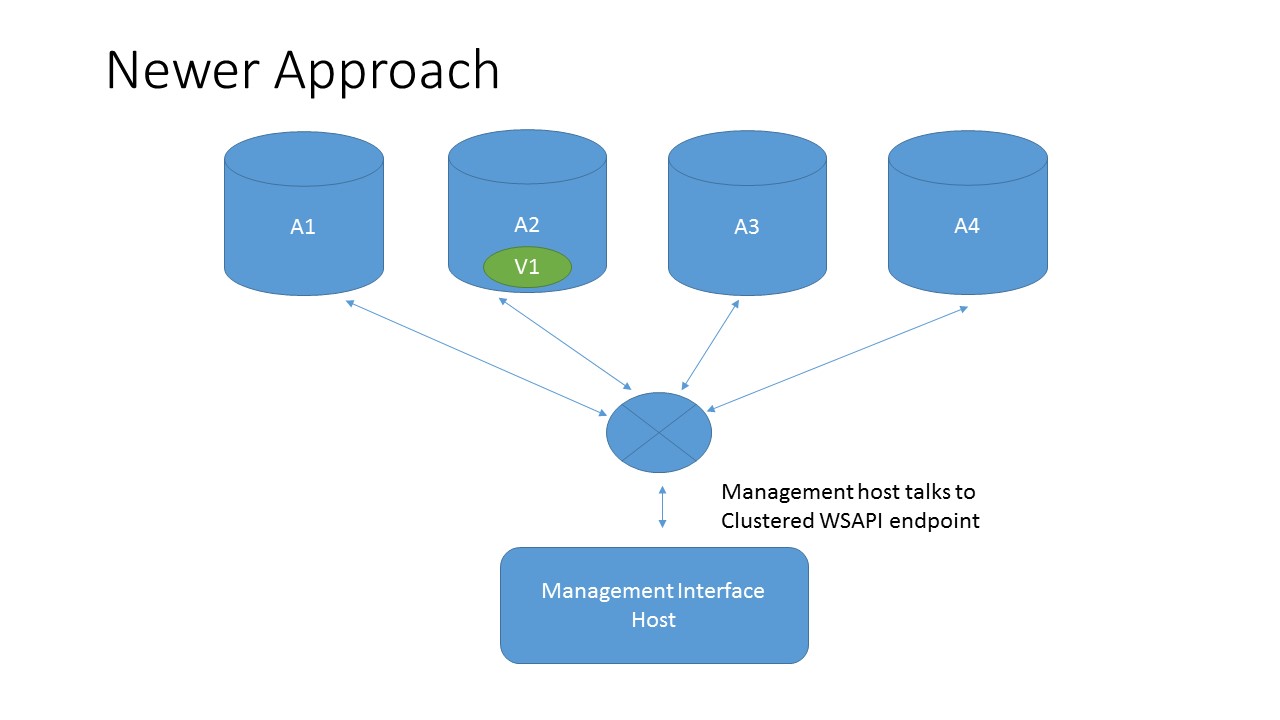 Newer Approach
A1
A2
A3
A4
V1
Management host talks to
Clustered WSAPI endpoint
Management Interface
Host